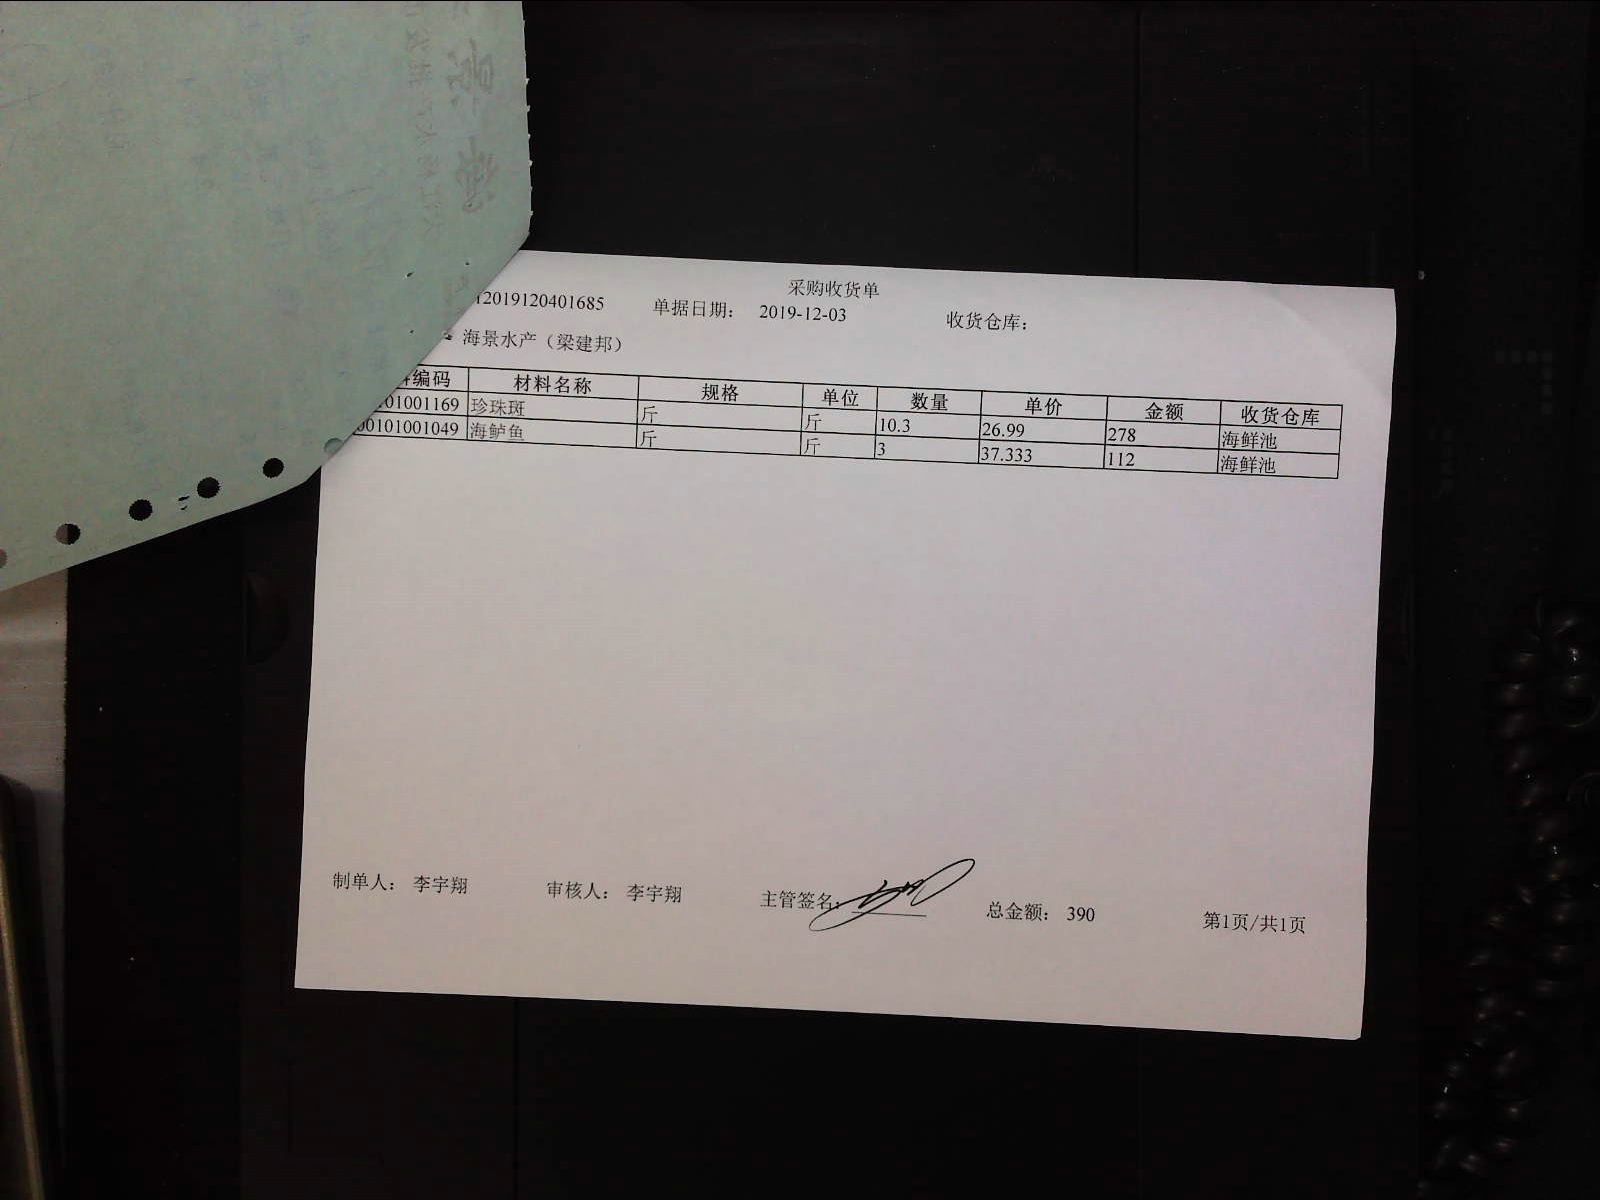 采购收货单
12019120401685 单据日期: 2019-12-03 收货仓库:
海景水产（梁建邦）
编码 材料名称 规格 单位 数量 单价 金额 收货仓库
01001169 珍珠斑 斤 斤 10.3 26.99 278 海鲜池
00101001049 海鲈鱼 斤 斤 3 37.333 112 海鲜池
制单人: 李宇翔 审核人: 李宇翔 主管签名: 总金额: 390 第1页/共1页